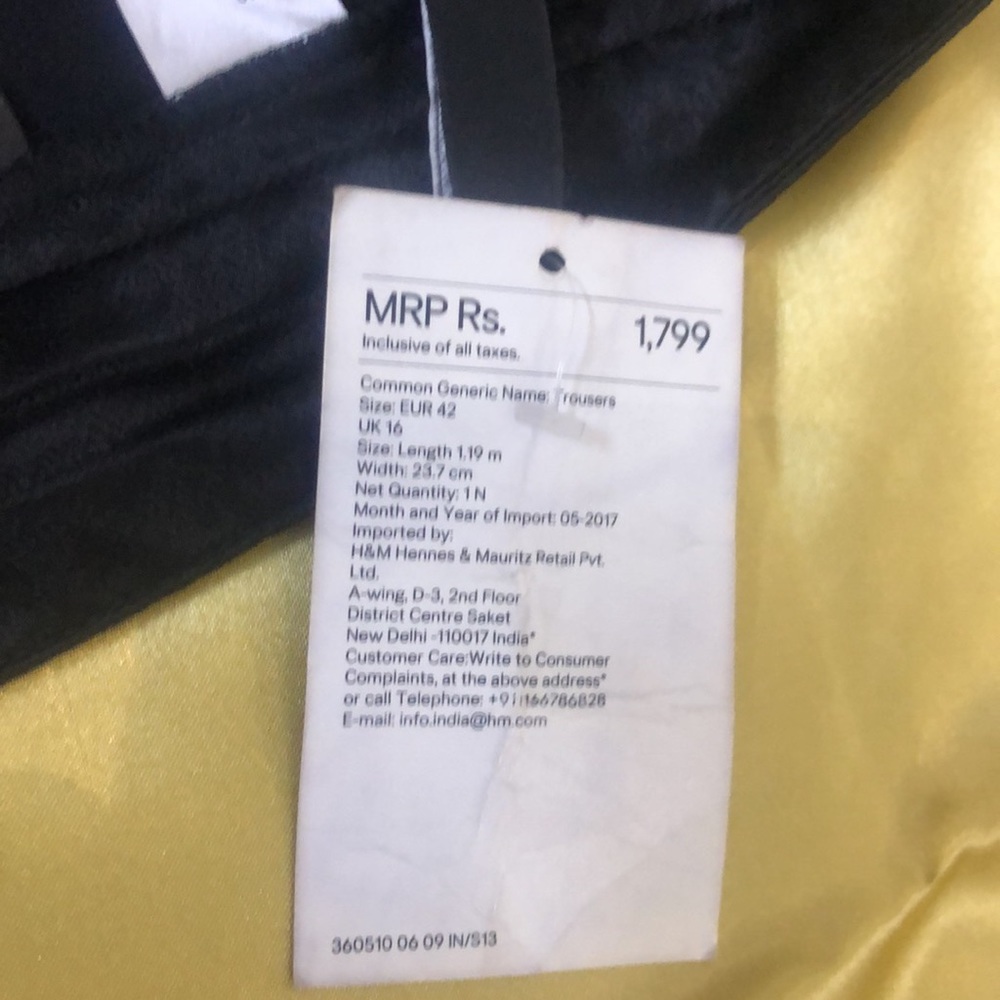 MRP Rs. 1,799
Inclusive of all taxes.
Common Generic Name: Trousers
Size: EUR 42
UK 16
Size: Length 1,19 m
Width: 23.7 cm
Net Quantity: 1 N
Month and Year of Import: 05-2017
Imported by:
H&M Hennes & Mauritz Retail Pvt.
Ltd.
A-wing, D-3, 2nd Floor
District Centre Saket
New Delhi -110017 India*
Customer Care:Write to Consumer
Complaints, at the above address*
or call Telephone:
E-mail: info.india@hm.com
360510 06 09 IN/S13